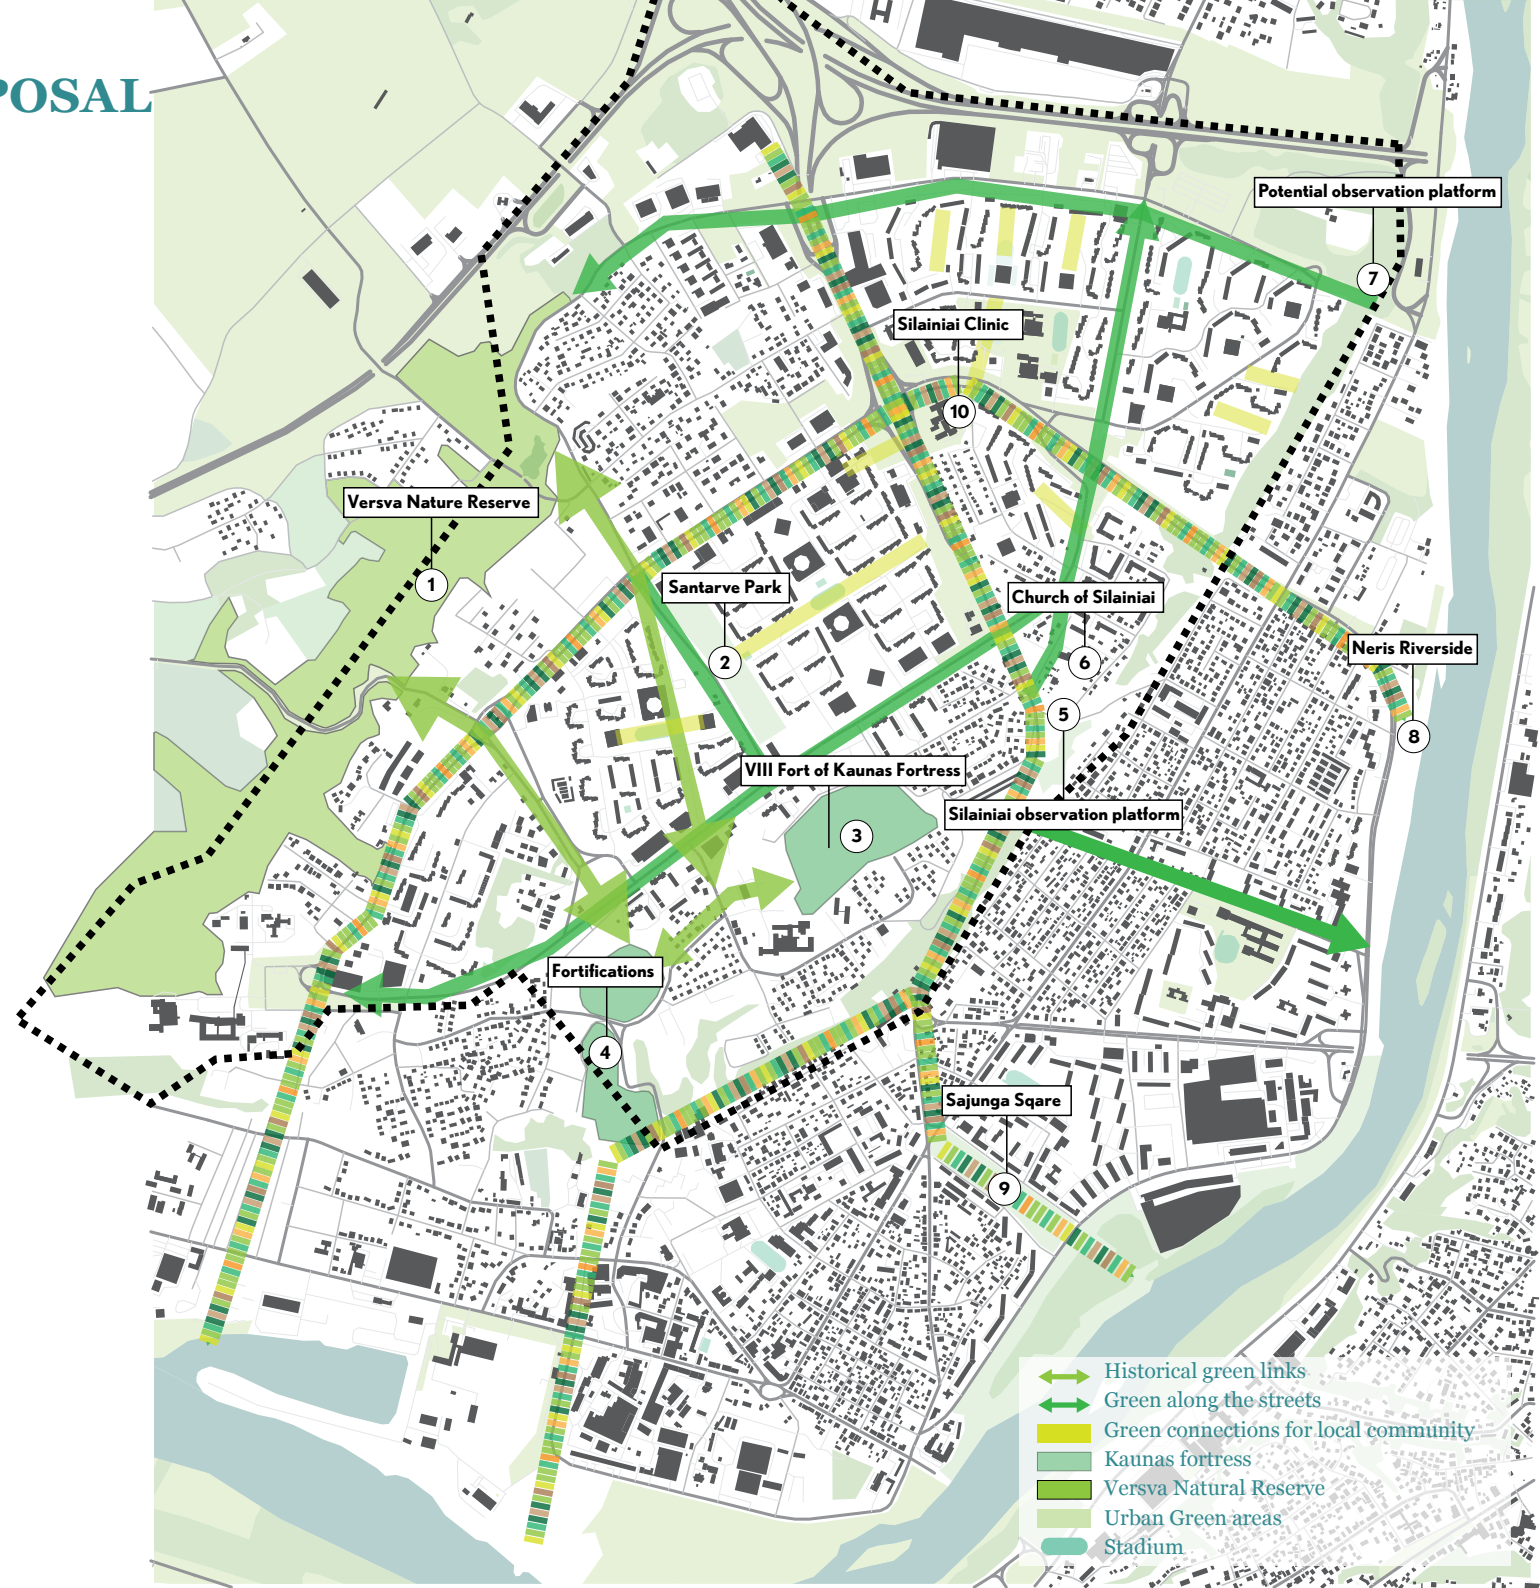 POSAL
Potential observation platform
7
Silainiai Clinic
10
Versva Nature Reserve
1
Santarve Park
2
Church of Silainiai
6
Neris Riverside
8
5
VIII Fort of Kaunas Fortress
3
Silainiai observation platform
Fortifications
4
Sajunga Sqare
9
Historical green links
Green along the streets
Green connections for local community
Kaunas fortress
Versva Natural Reserve
Urban Green areas
Stadium